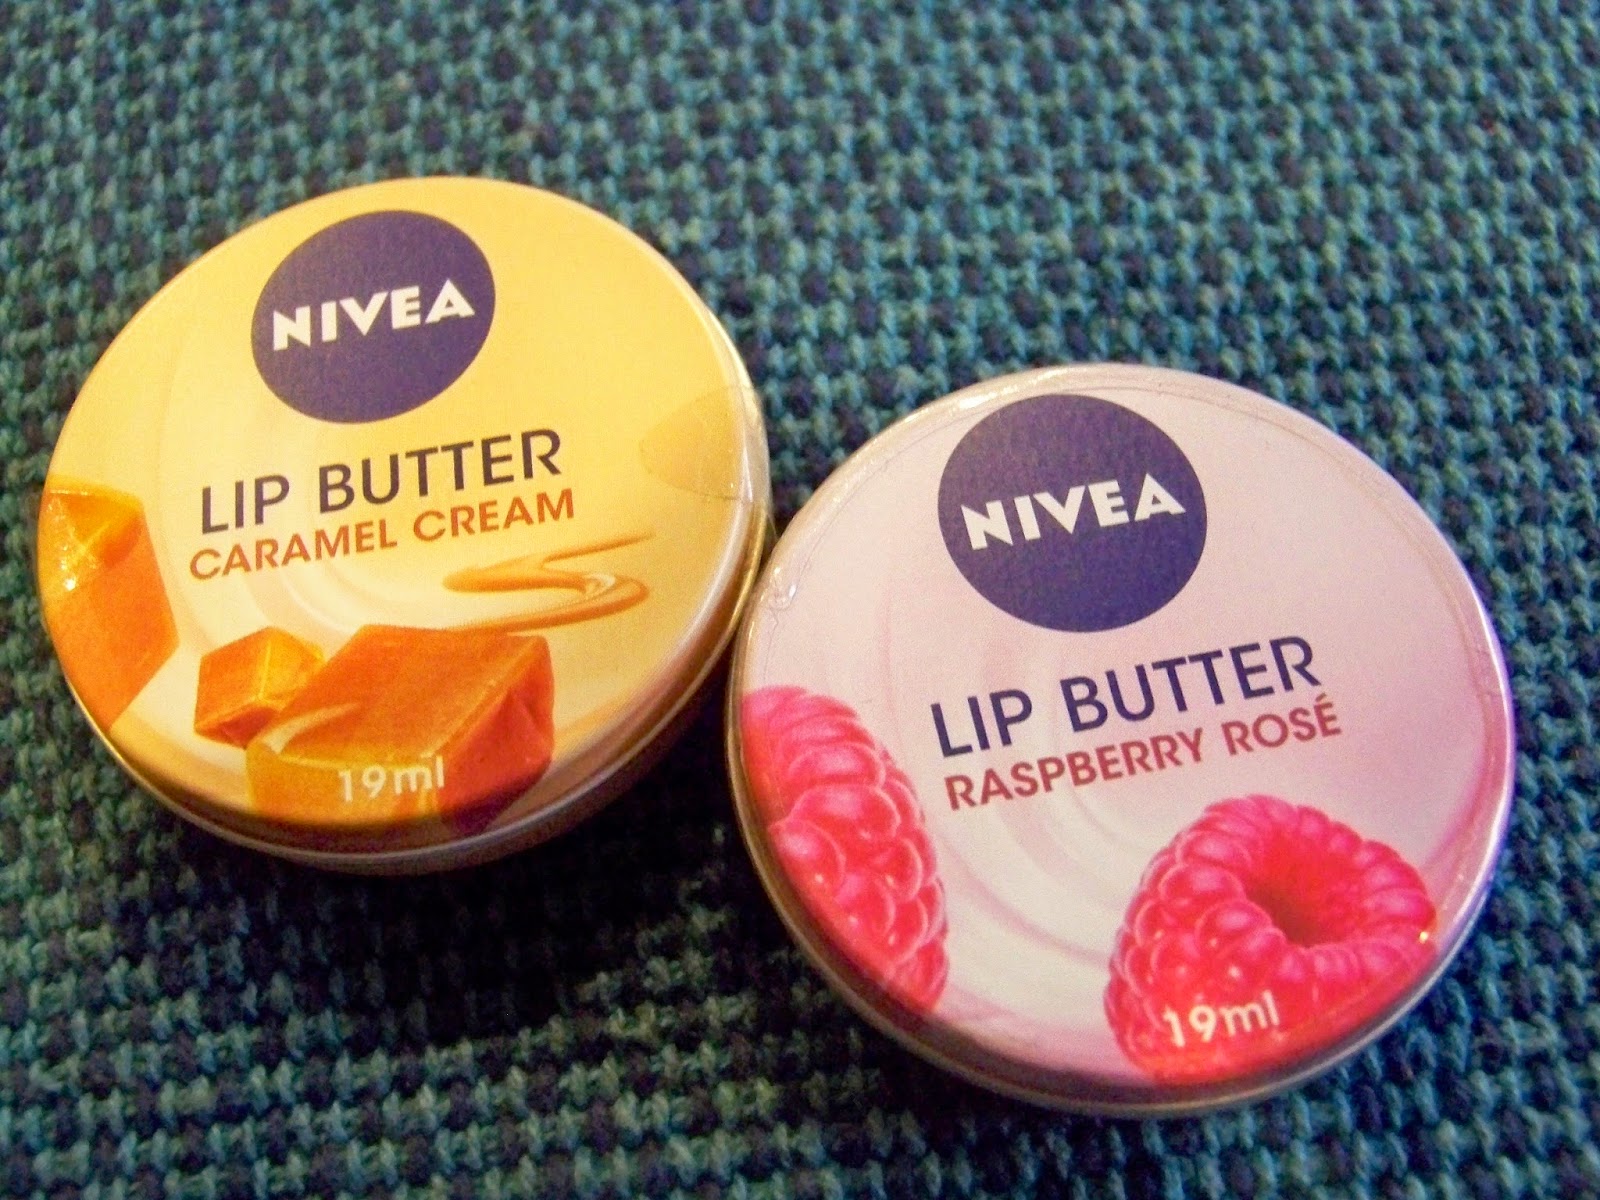 NIVEA
LIP BUTTER
CARAMEL CREAM
19ml
NIVEA
LIP BUTTER
RASPBERRY ROSÉ
19ml